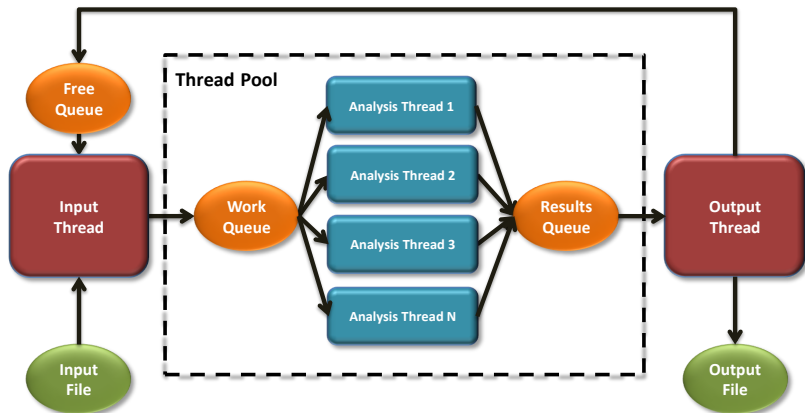 Free
Queue
Thread Pool
Analysis Thread 1
Analysis Thread 2
Analysis Thread 3
Analysis Thread N
Input
Thread
Work
Queue
Results
Queue
Output
Thread
Input
File
Output
File